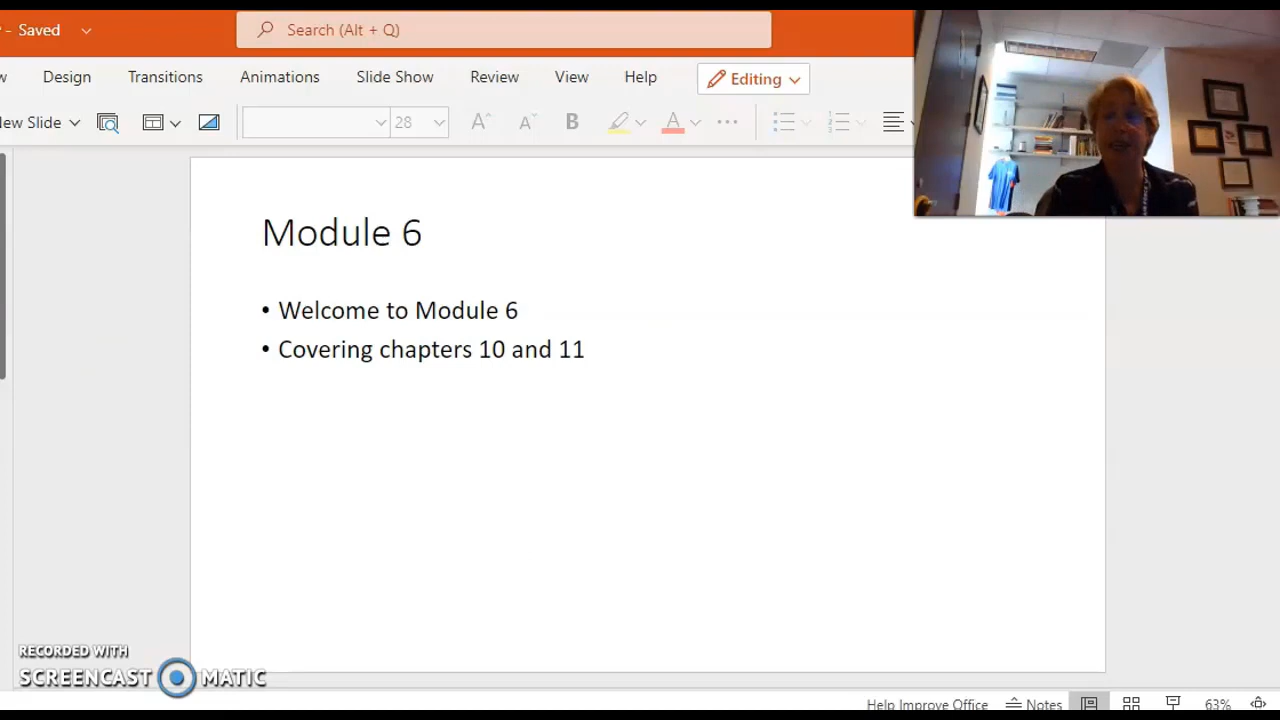 - Saved
Search (Alt + Q)
Design Transitions Animations Slide Show Review View Help Editing
New Slide 28 A A B A ...
Module 6
• Welcome to Module 6
• Covering chapters 10 and 11
RECORDED WITH
SCREENCAST MATIC
Help Improve Office Notes 63%